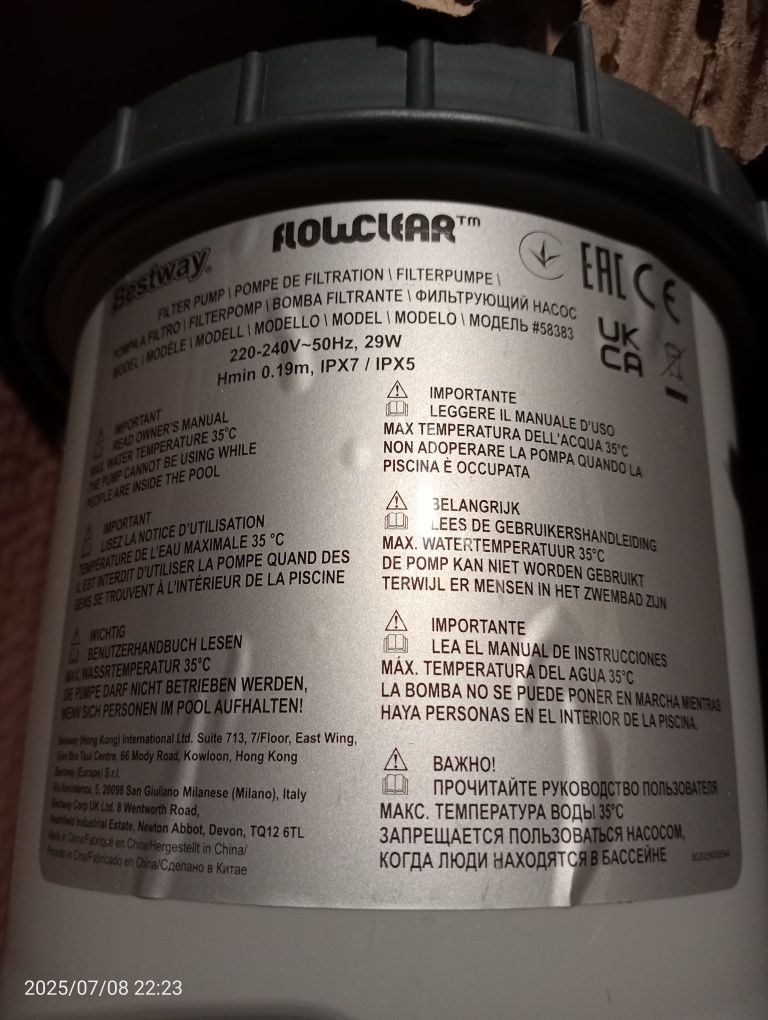 FLOWCLEAR™
Bestway®
FILTER PUMP \ POMPE DE FILTRATION \ FILTERPUMPE \
POMPA A FILTRO \ FILTERPOMP \ BOMBA FILTRANTE \ ФИЛЬТРУЮЩИЙ НАСОС
MODEL \ MODÈLE \ MODELL \ MODELLO \ MODEL \ MODELO \ МОДЕЛЬ #58383
220-240V~50Hz, 29W
Hmin 0.19m, IPX7 / IPX5
EAC CE
UK
CA
IMPORTANT
READ OWNER'S MANUAL
MAX. WATER TEMPERATURE 35°C
THE PUMP CANNOT BE USING WHILE
PEOPLE ARE INSIDE THE POOL
IMPORTANT
LISEZ LA NOTICE D'UTILISATION
TEMPÉRATURE DE L'EAU MAXIMALE 35 °C
IL EST INTERDIT D'UTILISER LA POMPE QUAND DES
GENS SE TROUVENT À L'INTÉRIEUR DE LA PISCINE
WICHTIG
BENUTZERHANDBUCH LESEN
MAX. WASSRTEMPERATUR 35°C
DIE PUMPE DARF NICHT BETRIEBEN WERDEN,
WENN SICH PERSONEN IM POOL AUFHALTEN!
Bestway (Hong Kong) International Ltd. Suite 713, 7/Floor, East Wing,
Tsim Sha Tsui Centre, 66 Mody Road, Kowloon, Hong Kong
Bestway (Europe) S.r.l.
Via Resistenza, 5, 20098 San Giuliano Milanese (Milano), Italy
Bestway Corp UK Ltd. 8 Wentworth Road,
Heathfield Industrial Estate, Newton Abbot, Devon, TQ12 6TL
Made in China/Fabriqué en Chine/Hergestellt in China/
Prodotto in Cina/Fabricado en China/Сделано в Китае
IMPORTANTE
LEGGERE IL MANUALE D'USO
MAX TEMPERATURA DELL'ACQUA 35°C
NON ADOPERARE LA POMPA QUANDO LA
PISCINA È OCCUPATA
BELANGRIJK
LEES DE GEBRUIKERSHANDLEIDING
MAX. WATERTEMPERATUUR 35°C
DE POMP KAN NIET WORDEN GEBRUIKT
TERWIJL ER MENSEN IN HET ZWEMBAD ZIJN
IMPORTANTE
LEA EL MANUAL DE INSTRUCCIONES
MÁX. TEMPERATURA DEL AGUA 35°C
LA BOMBA NO SE PUEDE PONER EN MARCHA MIENTRAS
HAYA PERSONAS EN EL INTERIOR DE LA PISCINA.
ВАЖНО!
ПРОЧИТАЙТЕ РУКОВОДСТВО ПОЛЬЗОВАТЕЛЯ
МАКС. ТЕМПЕРАТУРА ВОДЫ 35°C
ЗАПРЕЩАЕТСЯ ПОЛЬЗОВАТЬСЯ НАСОСОМ,
КОГДА ЛЮДИ НАХОДЯТСЯ В БАССЕЙНЕ
2025/07/08 22:23